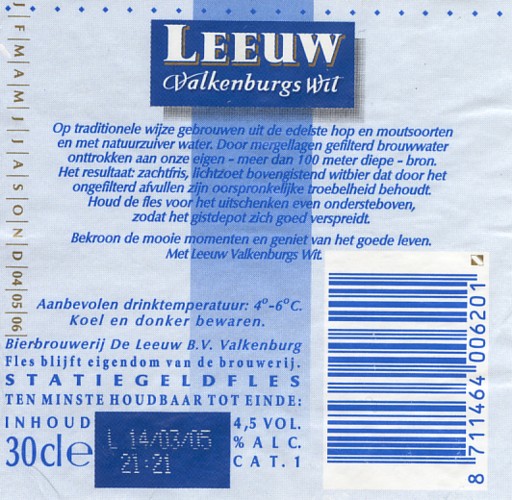 LEEUW
Valkenburgs Wit
Op traditionele wijze gebrouwen uit de edelste hop en moutsoorten
en met natuurzuiver water. Door mergellagen gefilterd brouwwater
onttrokken aan onze eigen - meer dan 100 meter diepe - bron.
Het resultaat: zachtfris, lichtzoet bovengistend witbier dat door het
ongefilterd afvullen zijn oorspronkelijke troebelheid behoudt.
Houd de fles voor het uitschenken even ondersteboven,
zodat het gistdepot zich goed verspreidt.
Bekroon de mooie momenten en geniet van het goede leven.
Met Leeuw Valkenburgs Wit.
Aanbevolen drinktemperatuur: 4°-6°C.
Koel en donker bewaren.
Bierbrouwerij De Leeuw B.V. Valkenburg
Fles blijft eigendom van de brouwerij.
STATIEGELDFLES
TEN MINSTE HOUDBAAR TOT EINDE:
INHOUD
30cl℮
L 14/03/05
21:21
4,5 VOL.
% ALC.
CAT. 1
J|F|M|A|M|J|J|A|S|O|N|D|04|05|06
8 711464 006201